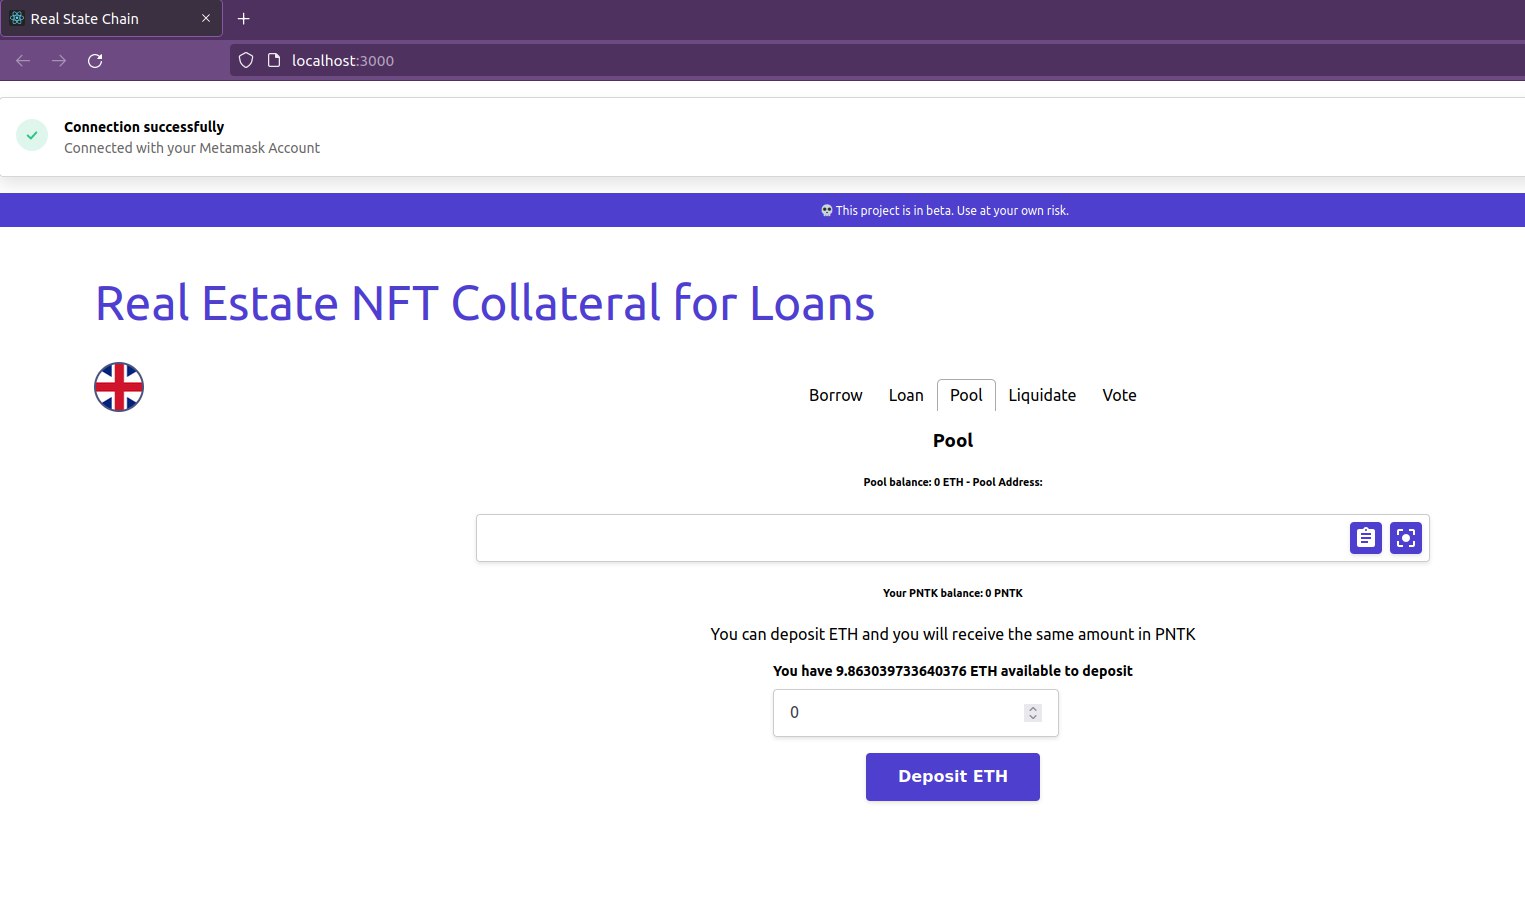 Real State Chain
localhost:3000
Connection successfully
Connected with your Metamask Account
💀 This project is in beta. Use at your own risk.
Real Estate NFT Collateral for Loans
Borrow Loan Pool Liquidate Vote
Pool
Pool balance: 0 ETH - Pool Address:
Your PNTK balance: 0 PNTK
You can deposit ETH and you will receive the same amount in PNTK
You have 9.863039733640376 ETH available to deposit
0
Deposit ETH